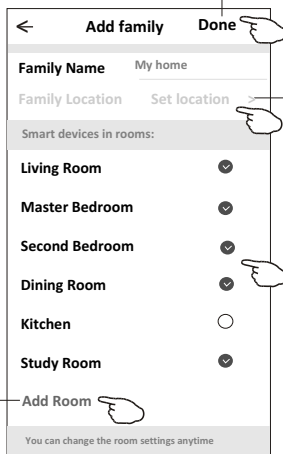 ← Add family Done
Family Name My home
Family Location Set location >
Smart devices in rooms:
Living Room
Master Bedroom
Second Bedroom
Dining Room
Kitchen
Study Room
Add Room
You can change the room settings anytime